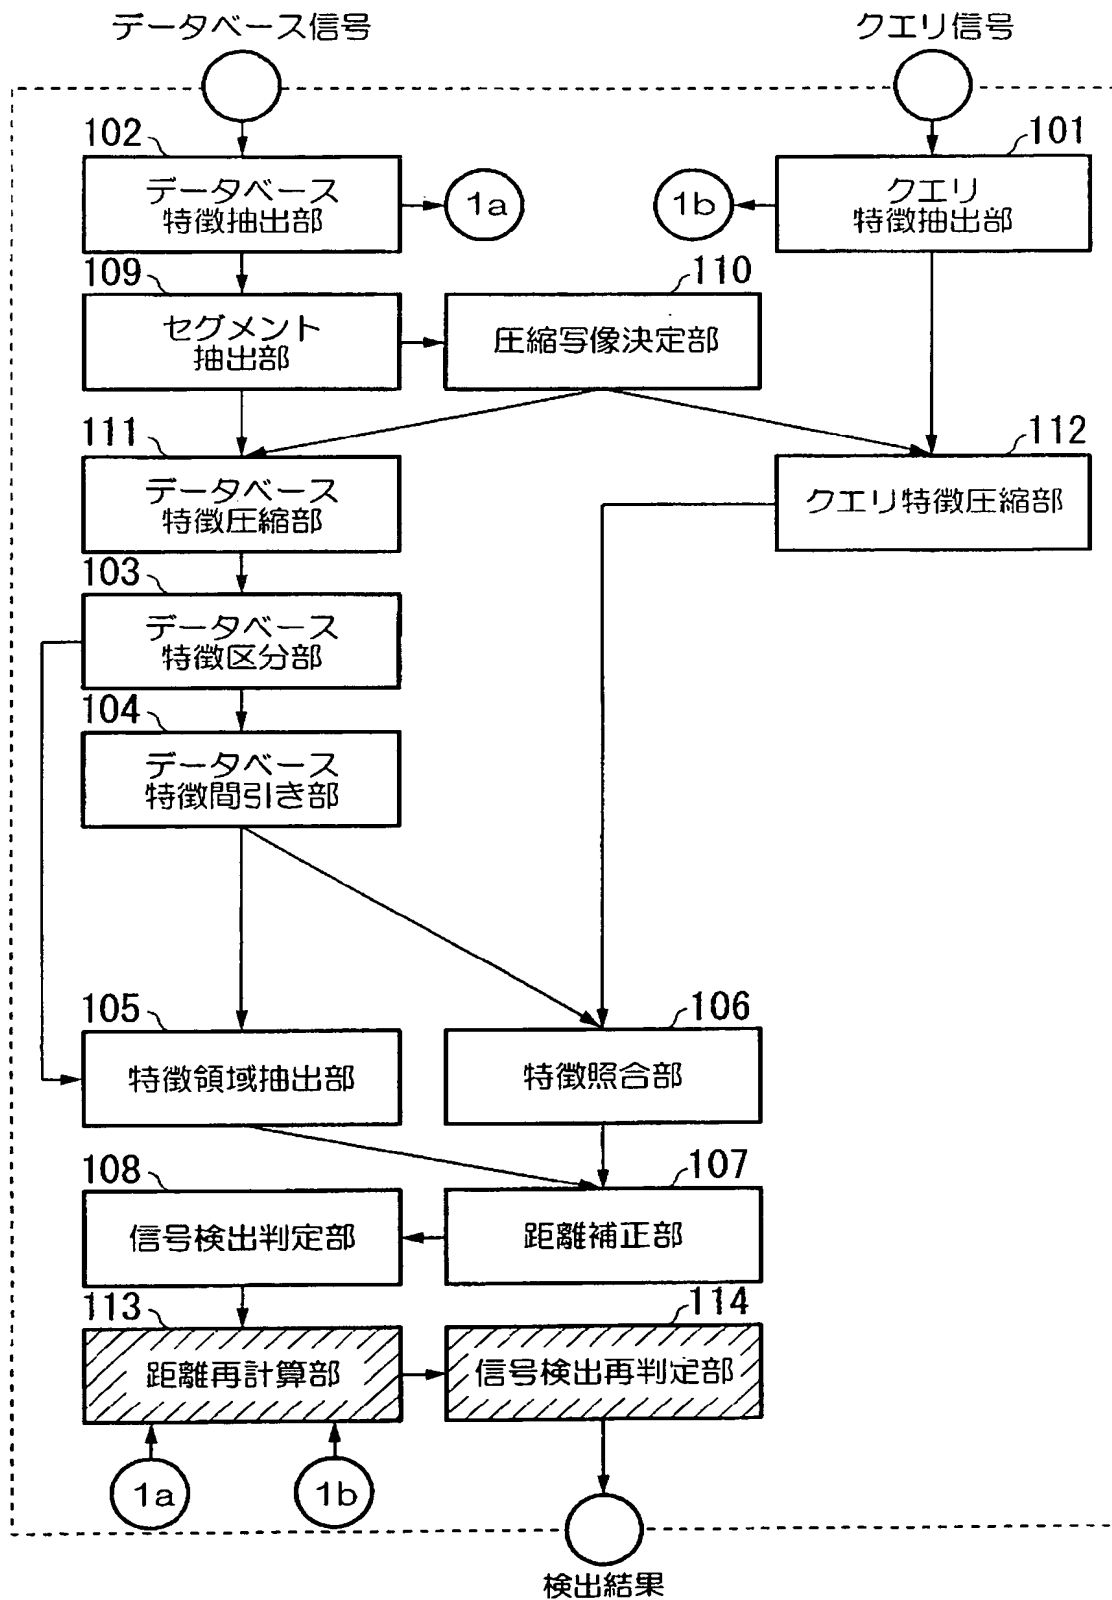 データベース信号
クエリ信号
102
データベース
特徴抽出部
1a
1b
101
クエリ
特徴抽出部
109
セグメント
抽出部
110
圧縮写像決定部
111
データベース
特徴圧縮部
112
クエリ特徴圧縮部
103
データベース
特徴区分部
104
データベース
特徴間引き部
105
特徴領域抽出部
106
特徴照合部
108
信号検出判定部
107
距離補正部
113
距離再計算部
114
信号検出再判定部
1a
1b
検出結果